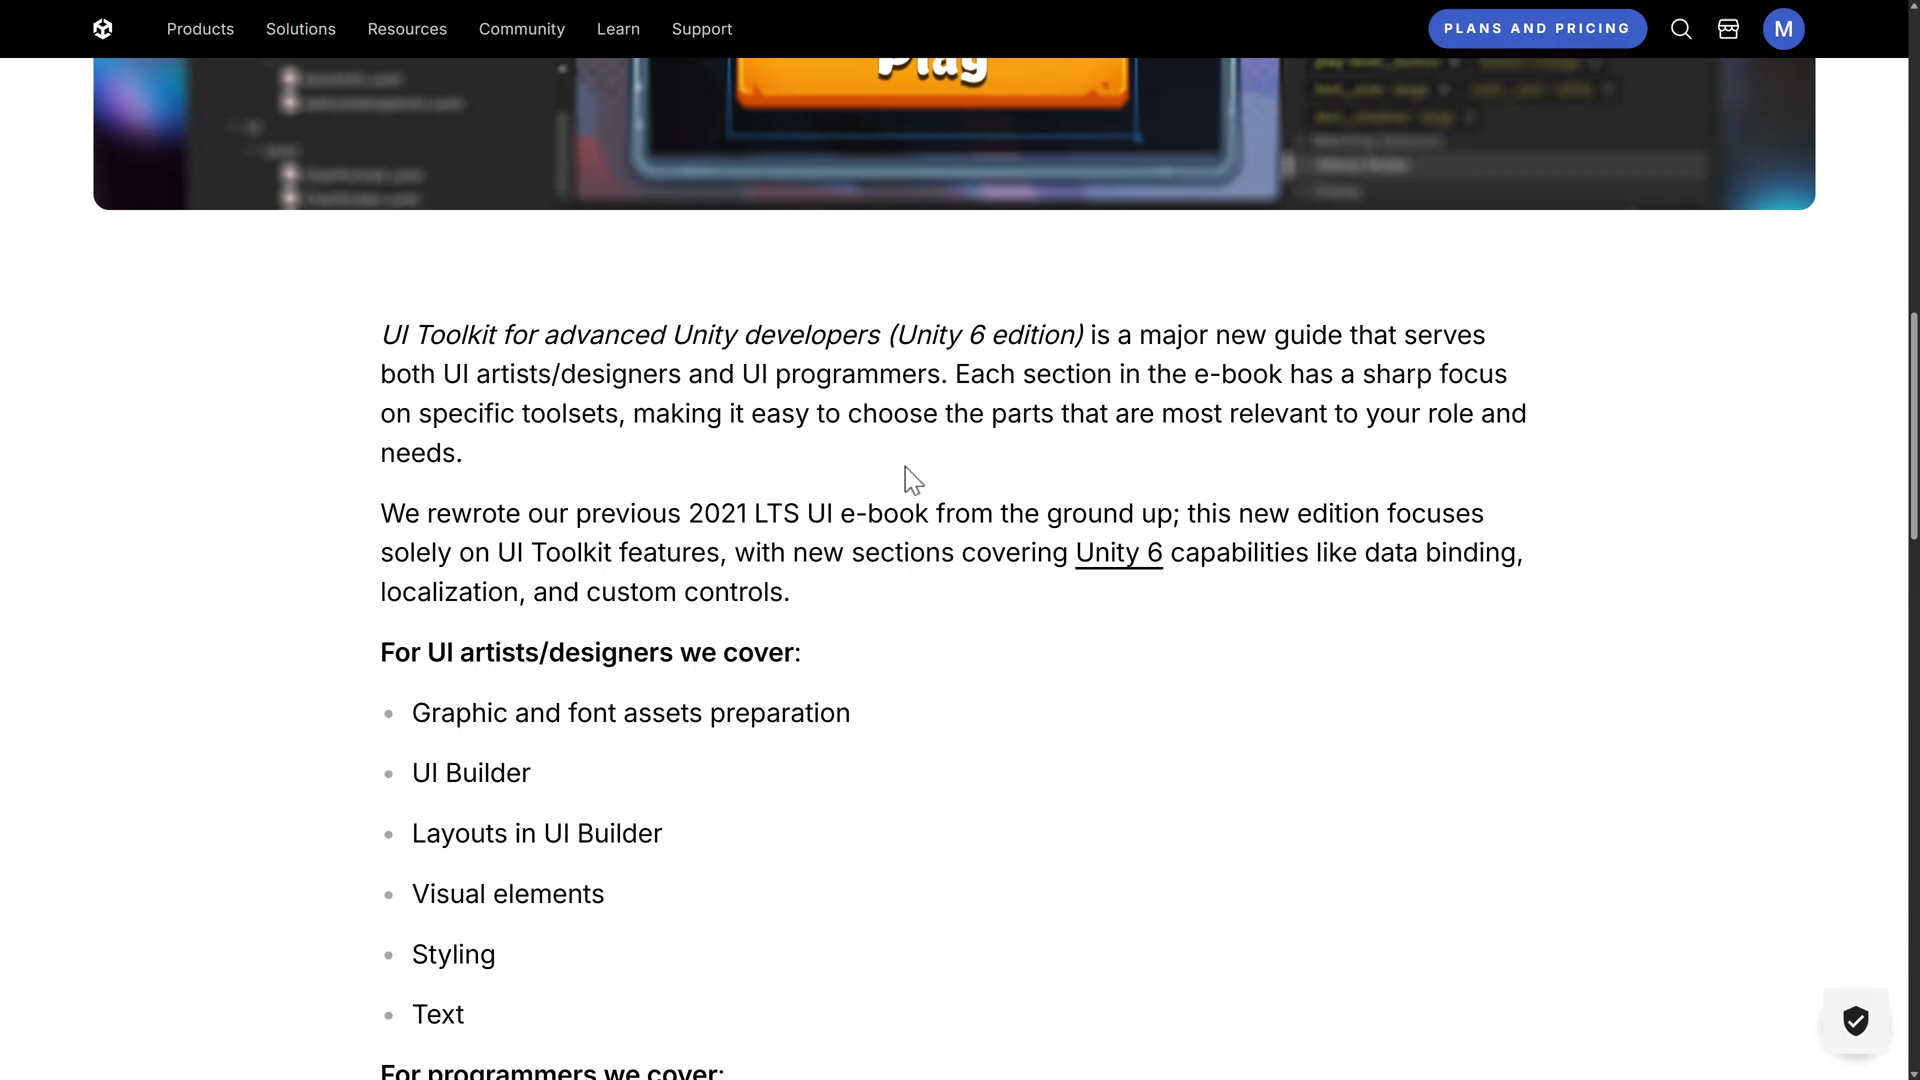 Products Solutions Resources Community Learn Support PLANS AND PRICING M
Play
UI Toolkit for advanced Unity developers (Unity 6 edition) is a major new guide that serves
both UI artists/designers and UI programmers. Each section in the e-book has a sharp focus
on specific toolsets, making it easy to choose the parts that are most relevant to your role and
needs.
We rewrote our previous 2021 LTS UI e-book from the ground up; this new edition focuses
solely on UI Toolkit features, with new sections covering Unity 6 capabilities like data binding,
localization, and custom controls.
For UI artists/designers we cover:
• Graphic and font assets preparation
• UI Builder
• Layouts in UI Builder
• Visual elements
• Styling
• Text
For programmers we cover: